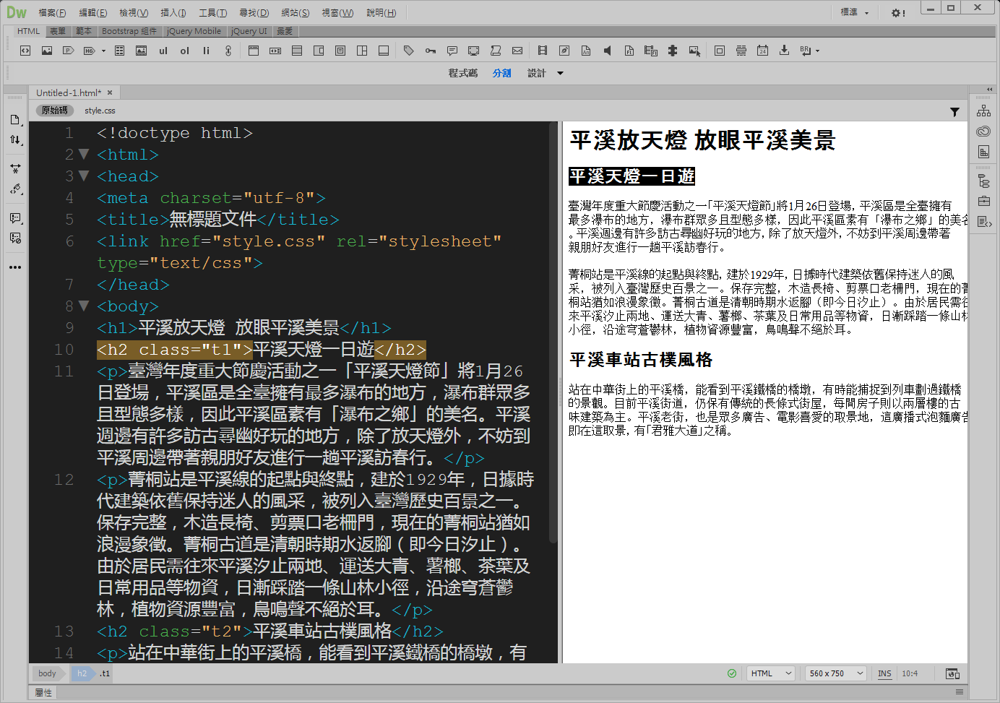 Dw 檔案(F) 編輯(E) 檢視(V) 插入(I) 工具(T) 尋找(D) 網站(S) 視窗(W) 說明(H) 標準
HTML 表單 範本 Bootstrap 組件 jQuery Mobile jQuery UI 最愛
ul ol li
程式碼 分割 設計
Untitled-1.html*
原始碼 style.css
1 <!doctype html>
2 <html>
3 <head>
4 <meta charset="utf-8">
5 <title>無標題文件</title>
6 <link href="style.css" rel="stylesheet"
type="text/css">
7 </head>
8 <body>
9 <h1>平溪放天燈 放眼平溪美景</h1>
10 <h2 class="t1">平溪天燈一日遊</h2>
11 <p>臺灣年度重大節慶活動之一「平溪天燈節」將1月26
日登場，平溪區是全臺擁有最多瀑布的地方，瀑布群眾多
且型態多樣，因此平溪區素有「瀑布之鄉」的美名。平溪
週邊有許多訪古尋幽好玩的地方，除了放天燈外，不妨到
平溪周邊帶著親朋好友進行一趟平溪訪春行。</p>
12 <p>菁桐站是平溪線的起點與終點，建於1929年，日據時
代建築依舊保持迷人的風采，被列入臺灣歷史百景之一。
保存完整，木造長椅、剪票口老柵門，現在的菁桐站猶如
浪漫象徵。菁桐古道是清朝時期水返腳（即今日汐止）。
由於居民需往來平溪汐止兩地、運送大青、薯榔、茶葉及
日常用品等物資，日漸踩踏一條山林小徑，沿途穹蒼鬱
林，植物資源豐富，鳥鳴聲不絕於耳。</p>
13 <h2 class="t2">平溪車站古樸風格</h2>
14 <p>站在中華街上的平溪橋，能看到平溪鐵橋的橋墩，有
平溪放天燈 放眼平溪美景
平溪天燈一日遊
臺灣年度重大節慶活動之一「平溪天燈節」將1月26日登場，平溪區是全臺擁有
最多瀑布的地方，瀑布群眾多且型態多樣，因此平溪區素有「瀑布之鄉」的美名
。平溪週邊有許多訪古尋幽好玩的地方，除了放天燈外，不妨到平溪周邊帶著
親朋好友進行一趟平溪訪春行。
菁桐站是平溪線的起點與終點，建於1929年，日據時代建築依舊保持迷人的風
采，被列入臺灣歷史百景之一。保存完整，木造長椅、剪票口老柵門，現在的菁
桐站猶如浪漫象徵。菁桐古道是清朝時期水返腳（即今日汐止）。由於居民需往
來平溪汐止兩地、運送大青、薯榔、茶葉及日常用品等物資，日漸踩踏一條山林
小徑，沿途穹蒼鬱林，植物資源豐富，鳥鳴聲不絕於耳。
平溪車站古樸風格
站在中華街上的平溪橋，能看到平溪鐵橋的橋墩，有時能捕捉到列車劃過鐵橋
的景觀。目前平溪街道，仍保有傳統的長條式街屋，每間房子則以兩層樓的古
味建築為主。平溪老街，也是眾多廣告、電影喜愛的取景地，這廣播式泡麵廣告
即在這取景，有「君雅大道」之稱。
body h2 .t1 HTML 560 x 750 INS 10:4
屬性